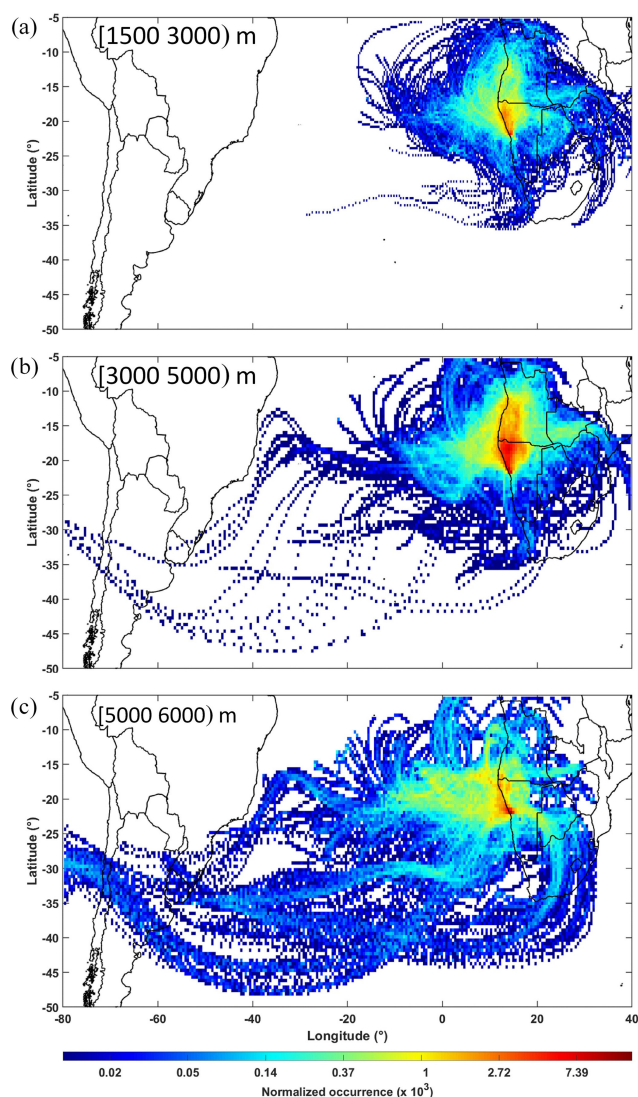 (a)
[1500 3000) m
-5
-10
-15
-20
-25
-30
-35
-40
-45
-50
Latitude (°)
(b)
[3000 5000) m
-5
-10
-15
-20
-25
-30
-35
-40
-45
-50
Latitude (°)
(c)
[5000 6000) m
-5
-10
-15
-20
-25
-30
-35
-40
-45
-50
Latitude (°)
-80 -60 -40 -20 0 20 40
Longitude (°)
0.02 0.05 0.14 0.37 1 2.72 7.39
Normalized occurrence (x 10³)